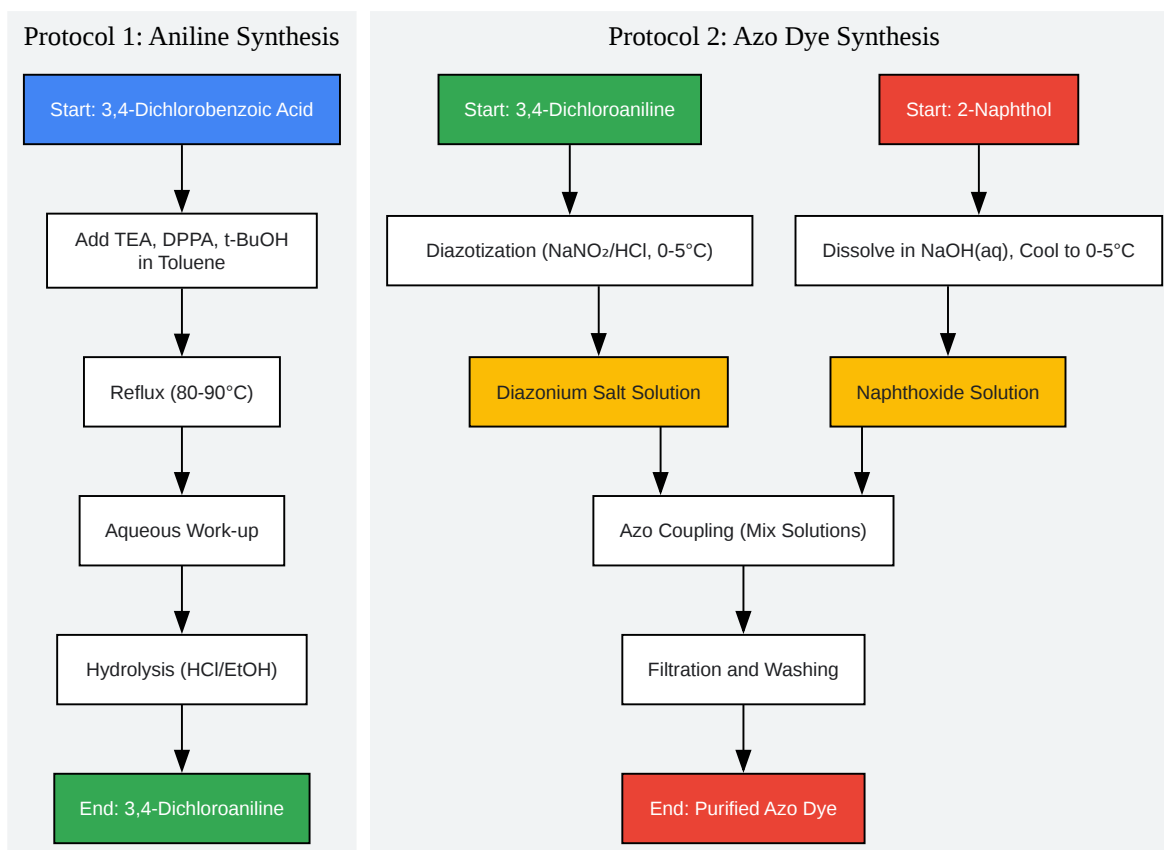 Protocol 1: Aniline Synthesis
Start: 3,4-Dichlorobenzoic Acid
Add TEA, DPPA, t-BuOH
in Toluene
Reflux (80-90°C)
Aqueous Work-up
Hydrolysis (HCl/EtOH)
End: 3,4-Dichloroaniline
Protocol 2: Azo Dye Synthesis
Start: 3,4-Dichloroaniline
Start: 2-Naphthol
Diazotization (NaNO₂/HCl, 0-5°C)
Dissolve in NaOH(aq), Cool to 0-5°C
Diazonium Salt Solution
Naphthoxide Solution
Azo Coupling (Mix Solutions)
Filtration and Washing
End: Purified Azo Dye